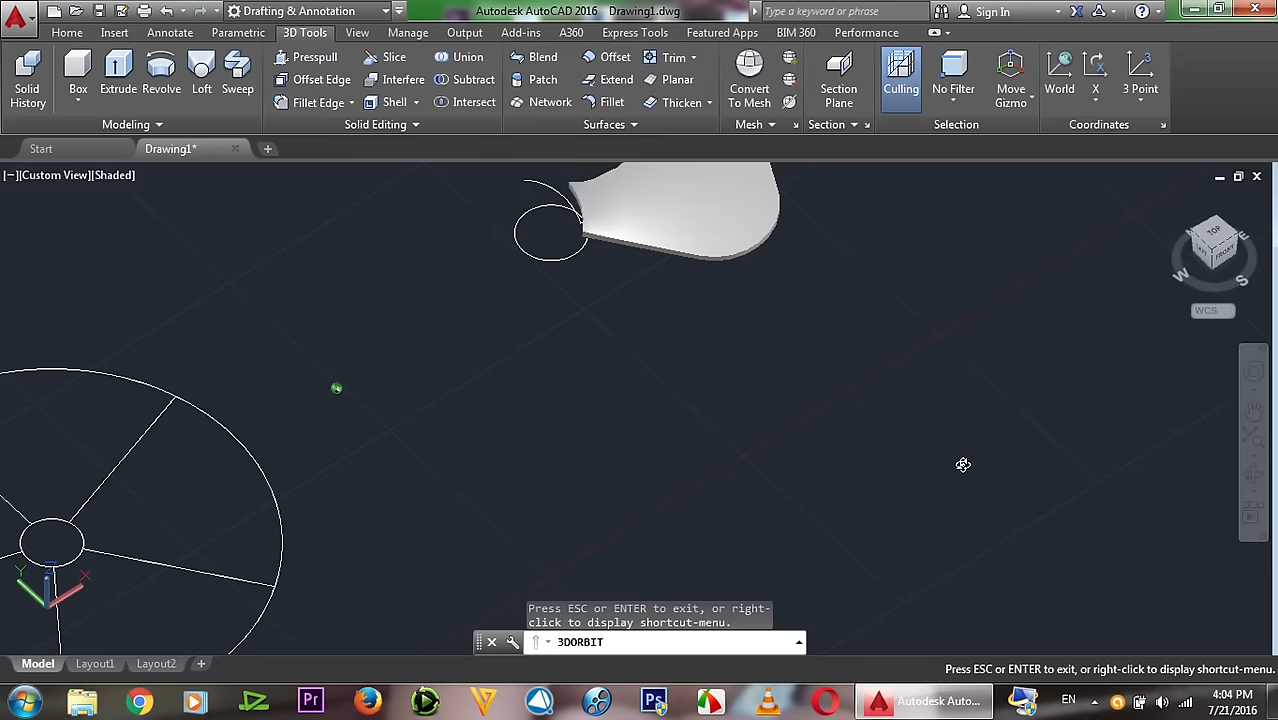 Drafting & Annotation
Autodesk AutoCAD 2016 Drawing1.dwg
Type a keyword or phrase
Sign In
Home Insert Annotate Parametric 3D Tools View Manage Output Add-ins A360 Express Tools Featured Apps BIM 360 Performance
Presspull Slice Union Blend Offset Trim
Offset Edge Interfere Subtract Patch Extend Planar
Fillet Edge Shell Intersect Network Fillet Thicken
Solid History
Box Extrude Revolve Loft Sweep
Convert To Mesh
Section Plane
Culling No Filter
Move Gizmo
World X 3 Point
Modeling Solid Editing Surfaces Mesh Section Selection Coordinates
Start Drawing1*
[−][Custom View][Shaded]
TOP
FRONT
E
W S
WCS
Y X
Press ESC or ENTER to exit, or right-
click to display shortcut-menu.
3DORBIT
Model Layout1 Layout2
Press ESC or ENTER to exit, or right-click to display shortcut-menu.
Pr
Ps
Autodesk Auto...
EN
4:04 PM
7/21/2016